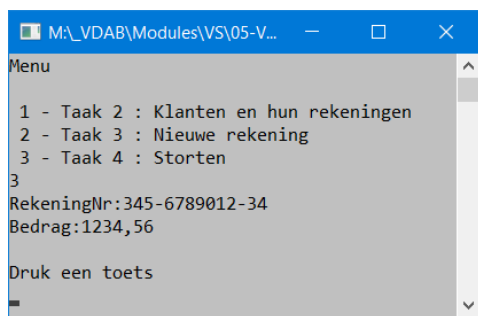 M:\_VDAB\Modules\VS\05-V...
Menu
1 - Taak 2 : Klanten en hun rekeningen
2 - Taak 3 : Nieuwe rekening
3 - Taak 4 : Storten
3
RekeningNr:345-6789012-34
Bedrag:1234,56
Druk een toets